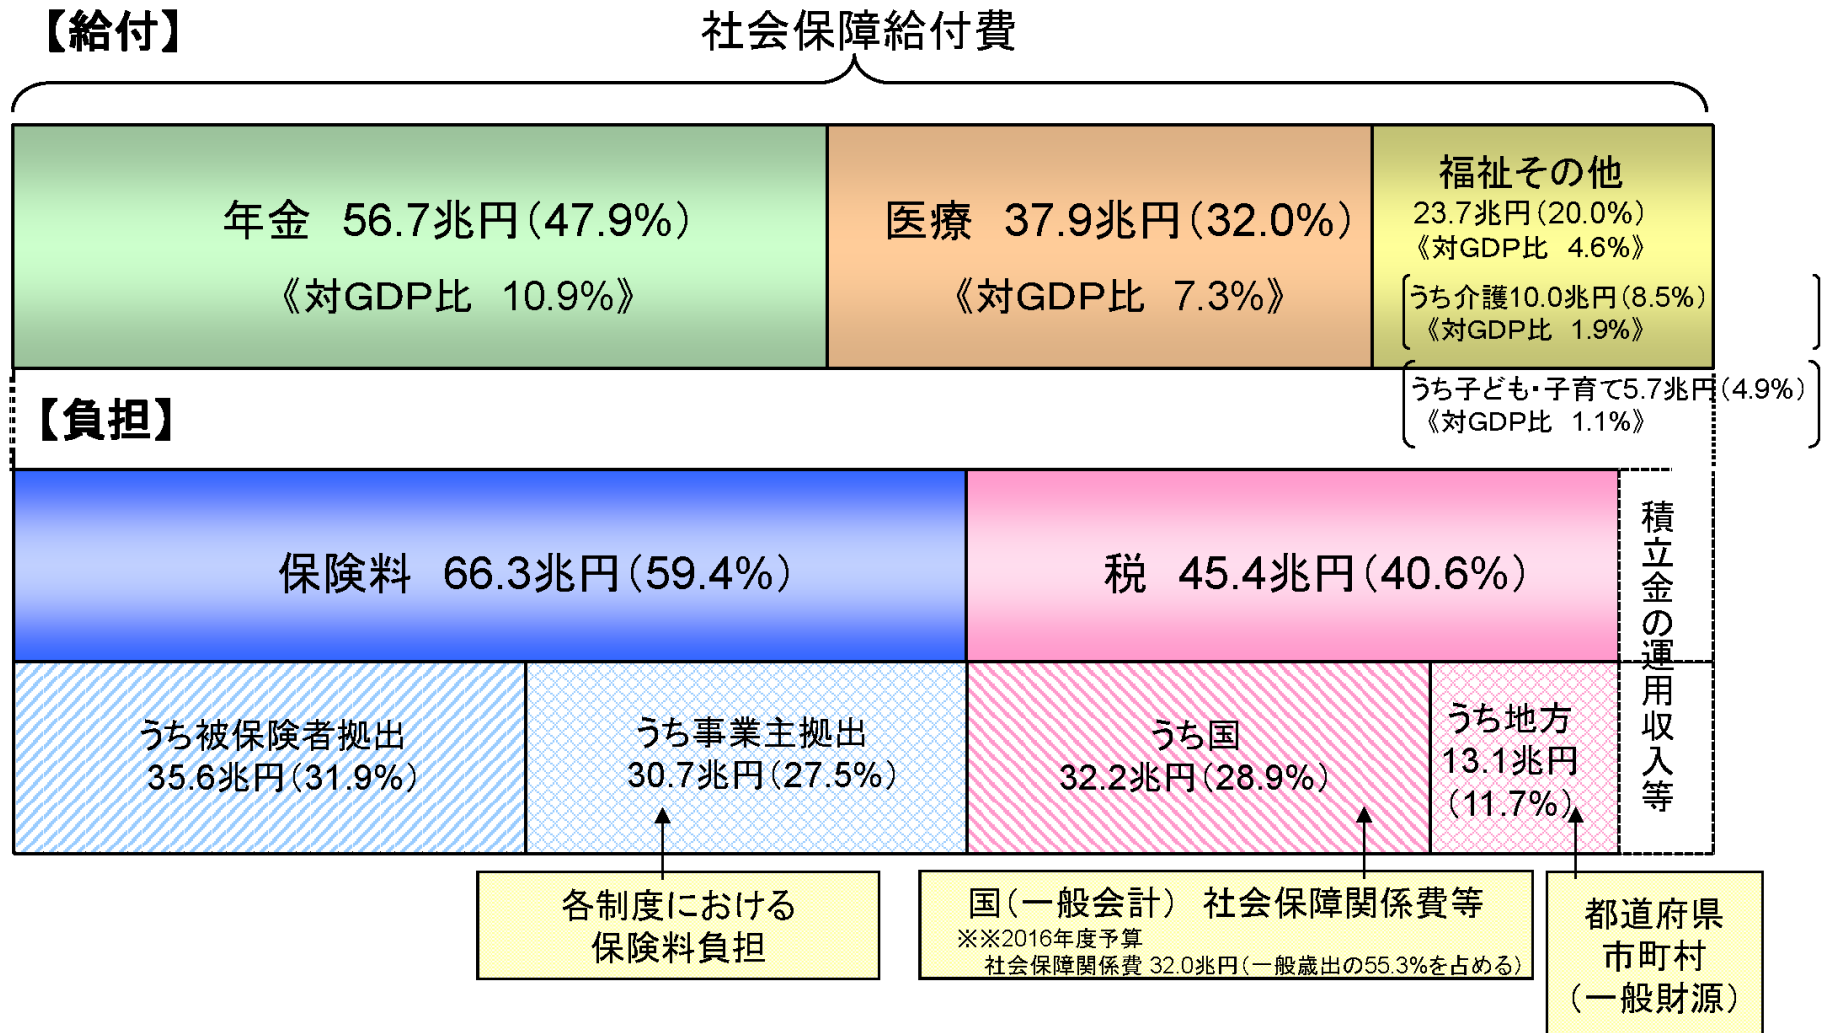 【給付】
社会保障給付費
年金 56.7兆円(47.9%)
《対GDP比 10.9%》
医療 37.9兆円(32.0%)
《対GDP比 7.3%》
福祉その他
23.7兆円(20.0%)
《対GDP比 4.6%》
うち介護10.0兆円(8.5%)
《対GDP比 1.9%》
うち子ども・子育て5.7兆円(4.9%)
《対GDP比 1.1%》
【負担】
保険料 66.3兆円(59.4%)
税 45.4兆円(40.6%)
積立金の運用収入等
うち被保険者拠出
35.6兆円(31.9%)
うち事業主拠出
30.7兆円(27.5%)
うち国
32.2兆円(28.9%)
うち地方
13.1兆円
(11.7%)
各制度における
保険料負担
国(一般会計) 社会保障関係費等
※※2016年度予算
社会保障関係費 32.0兆円(一般歳出の55.3%を占める)
都道府県
市町村
(一般財源)